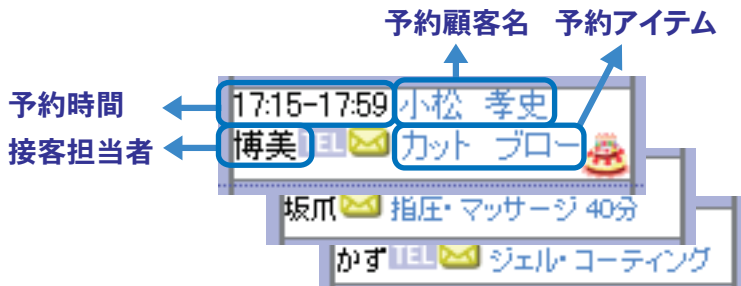 予約顧客名 予約アイテム
予約時間
17:15-17:59 小松 孝史
接客担当者
博美 TEL カット ブロー
坂爪 指圧・マッサージ 40分
かず TEL ジェル・コーティング